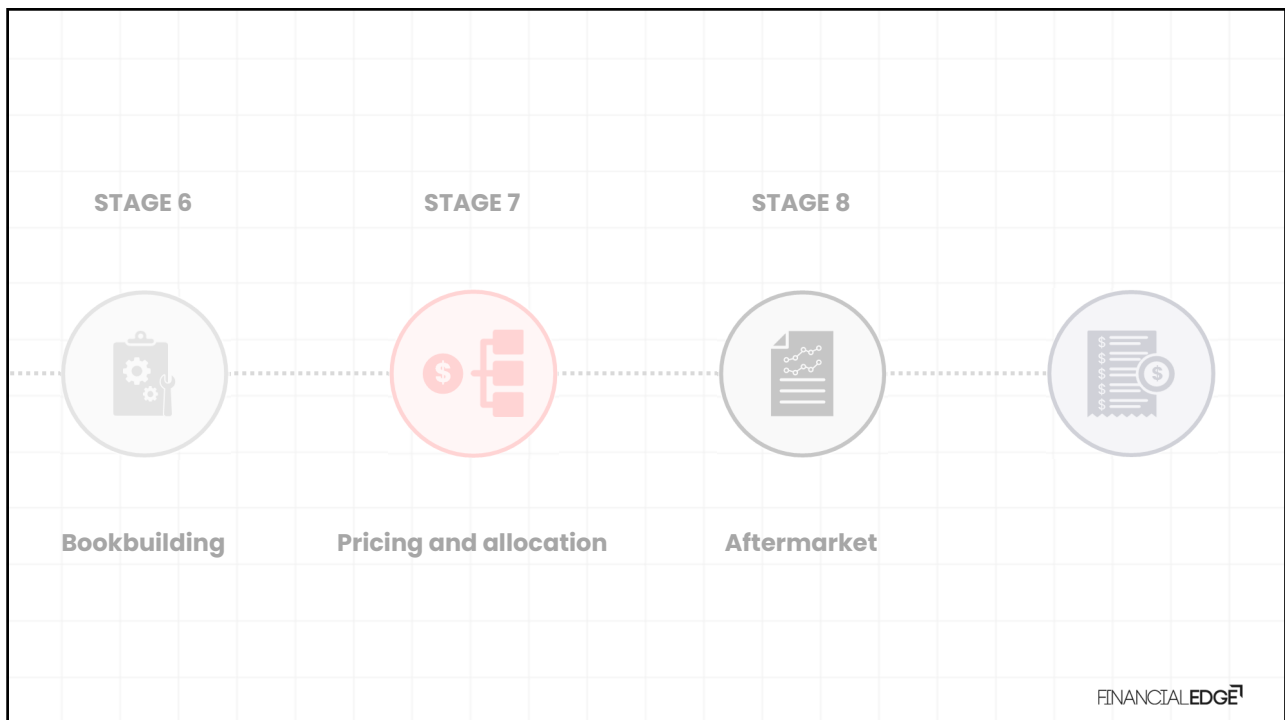 STAGE 6
STAGE 7
STAGE 8
$
$
$
$
$
$
$
Bookbuilding
Pricing and allocation
Aftermarket
FINANCIALEDGE